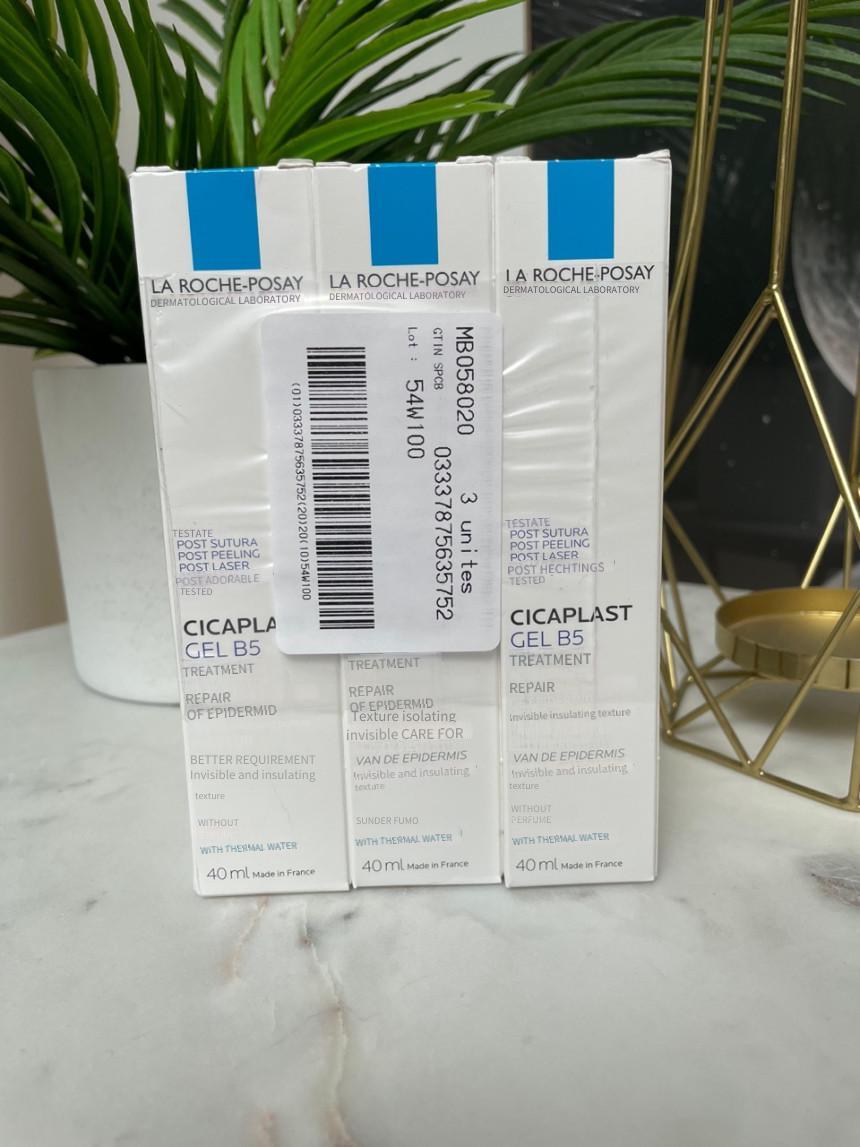 LA ROCHE-POSAY
DERMATOLOGICAL LABORATORY
TESTATE
POST SUTURA
POST PEELING
POST LASER
POST ADORABLE
TESTED
CICAPLA
GEL B5
TREATMENT
REPAIR
OF EPIDERMID
BETTER REQUIREMENT
Invisible and insulating
texture
WITHOUT
WITH THERMAL WATER
40 ml Made in France
LA ROCHE-POSAY
DERMATOLOGICAL LABORATORY
MB058020 3 unites
GTIN SPCB 03337875635752
Lot : 54W100
(01)03337875635752(20)20(10)54W100
TREATMENT
REPAIR
OF EPIDERMID
Texture isolating
invisible CARE FOR
VAN DE EPIDERMIS
Invisible and insulating
texture
SUNDER FUMO
WITH THERMAL WATER
40 ml Made in France
LA ROCHE-POSAY
DERMATOLOGICAL LABORATORY
TESTATE
POST SUTURA
POST PEELING
POST LASER
POST HECHTINGS
TESTED
CICAPLAST
GEL B5
TREATMENT
REPAIR
Invisible insulating texture
VAN DE EPIDERMIS
Invisible and insulating
texture
WITHOUT
PERFUME
WITH THERMAL WATER
40 ml Made in France